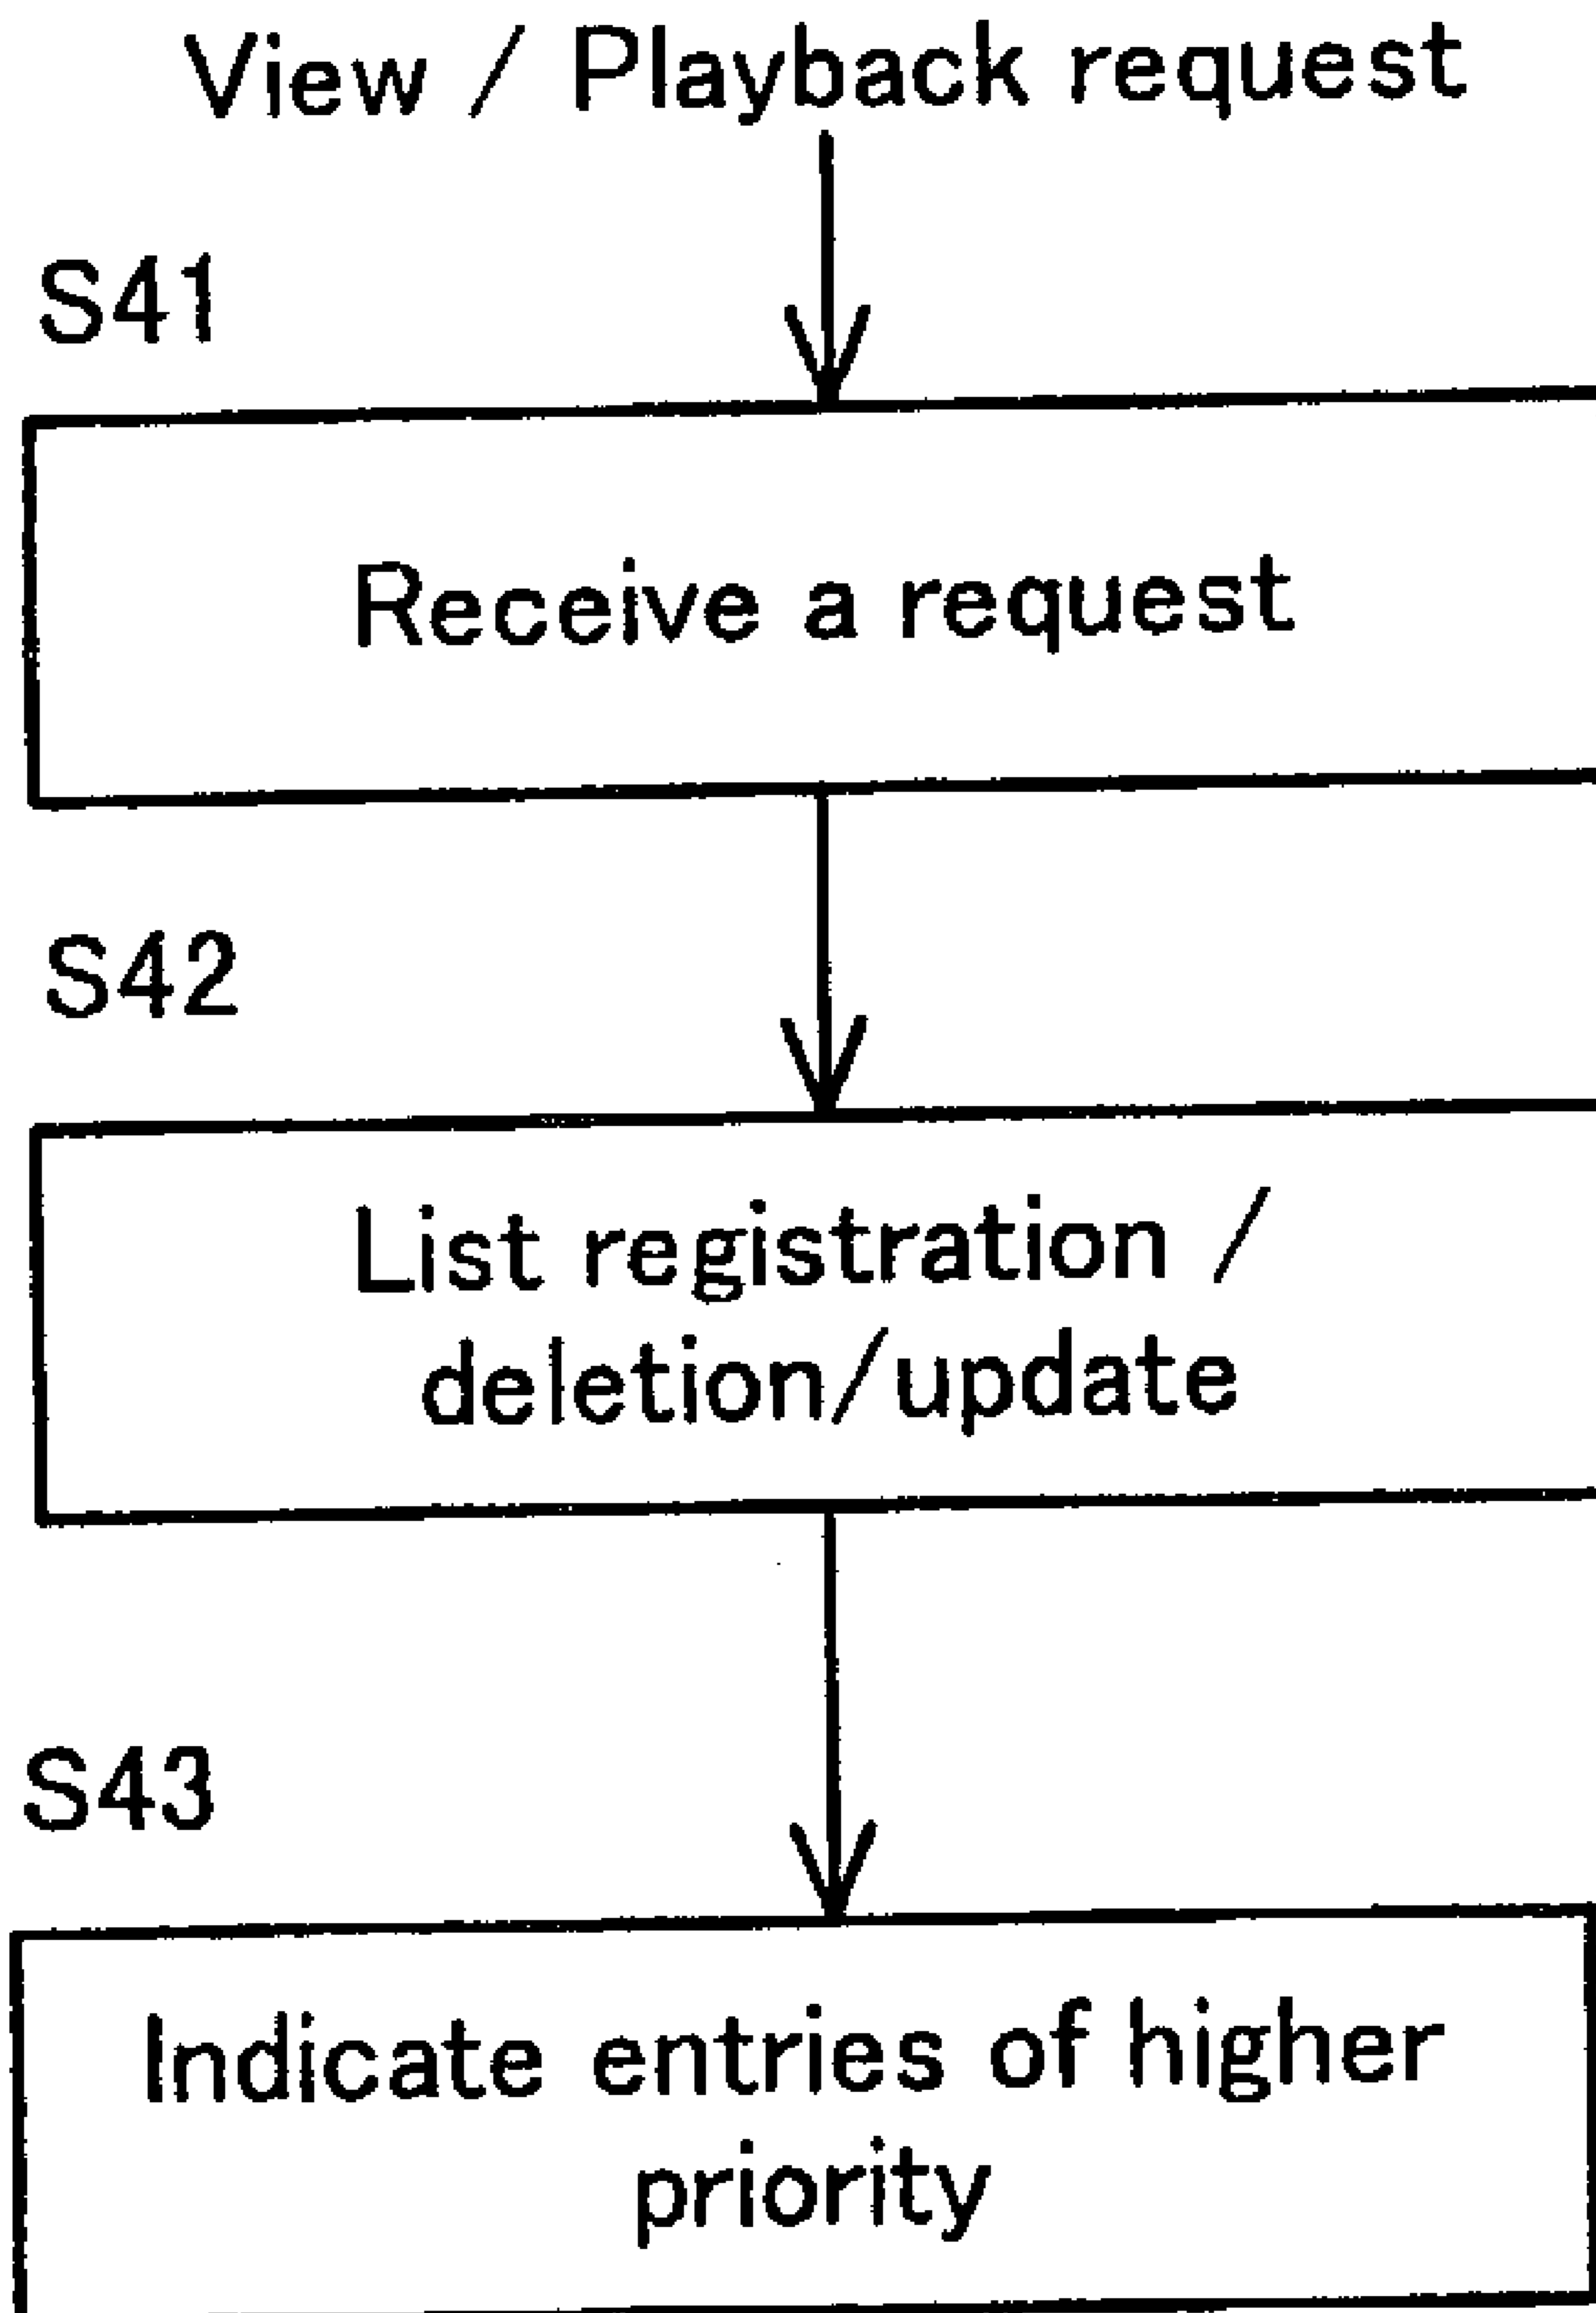 View / Playback request
S41
Receive a request
S42
List registration /
deletion/update
S43
Indicate entries of higher
priority